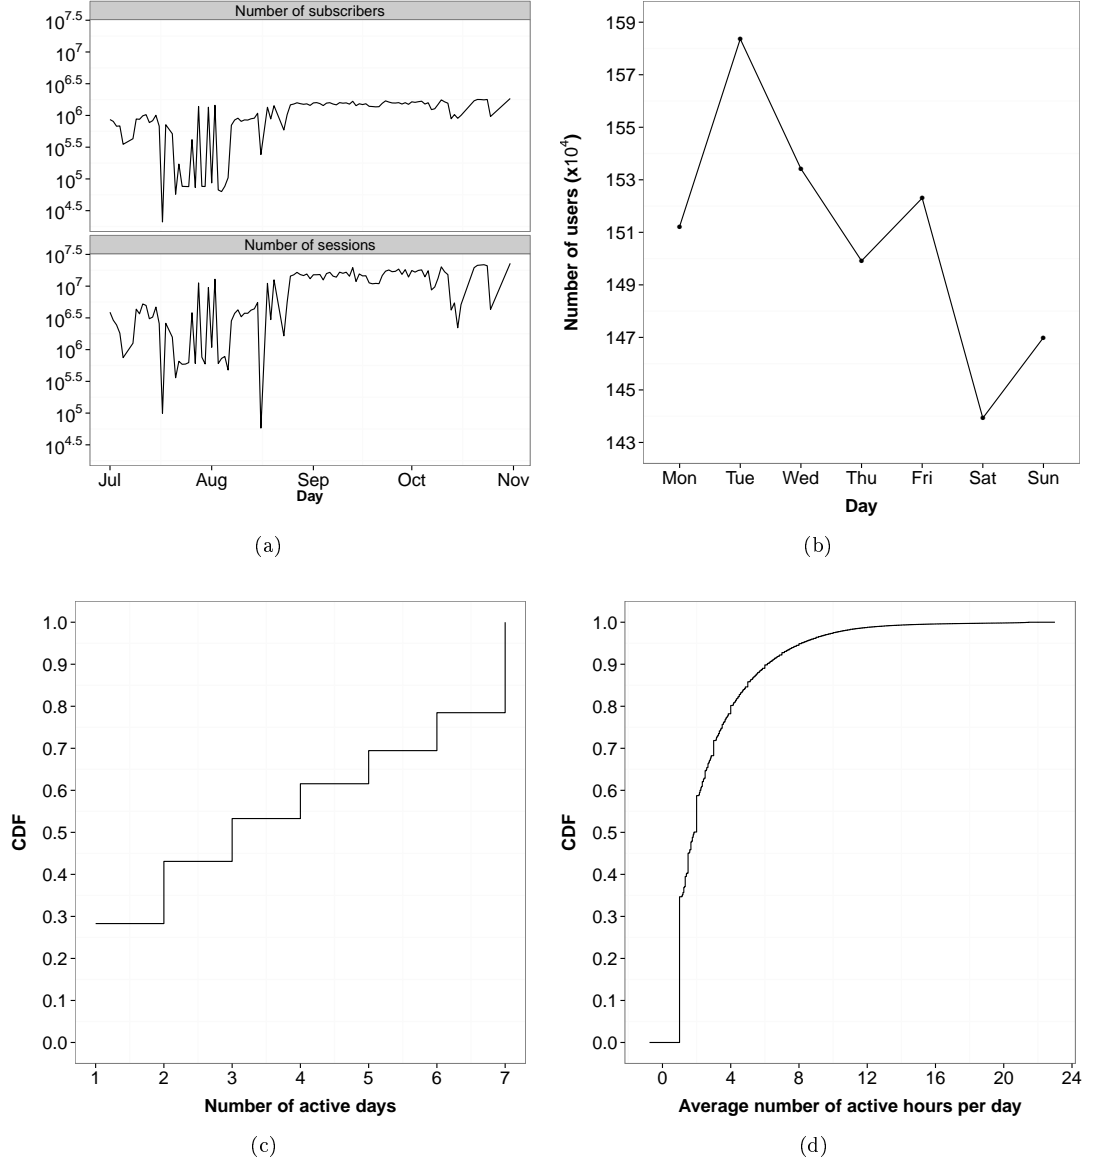 Number of subscribers
10^7.5
10^7
10^6.5
10^6
10^5.5
10^5
10^4.5
Number of sessions
10^7.5
10^7
10^6.5
10^6
10^5.5
10^5
10^4.5
Jul Aug Sep Oct Nov
Day
(a)
159
157
155
153
151
149
147
145
143
Number of users (x10^4)
Mon Tue Wed Thu Fri Sat Sun
Day
(b)
1.0
0.9
0.8
0.7
0.6
0.5
0.4
0.3
0.2
0.1
0.0
CDF
1 2 3 4 5 6 7
Number of active days
(c)
1.0
0.9
0.8
0.7
0.6
0.5
0.4
0.3
0.2
0.1
0.0
CDF
0 4 8 12 16 20 24
Average number of active hours per day
(d)